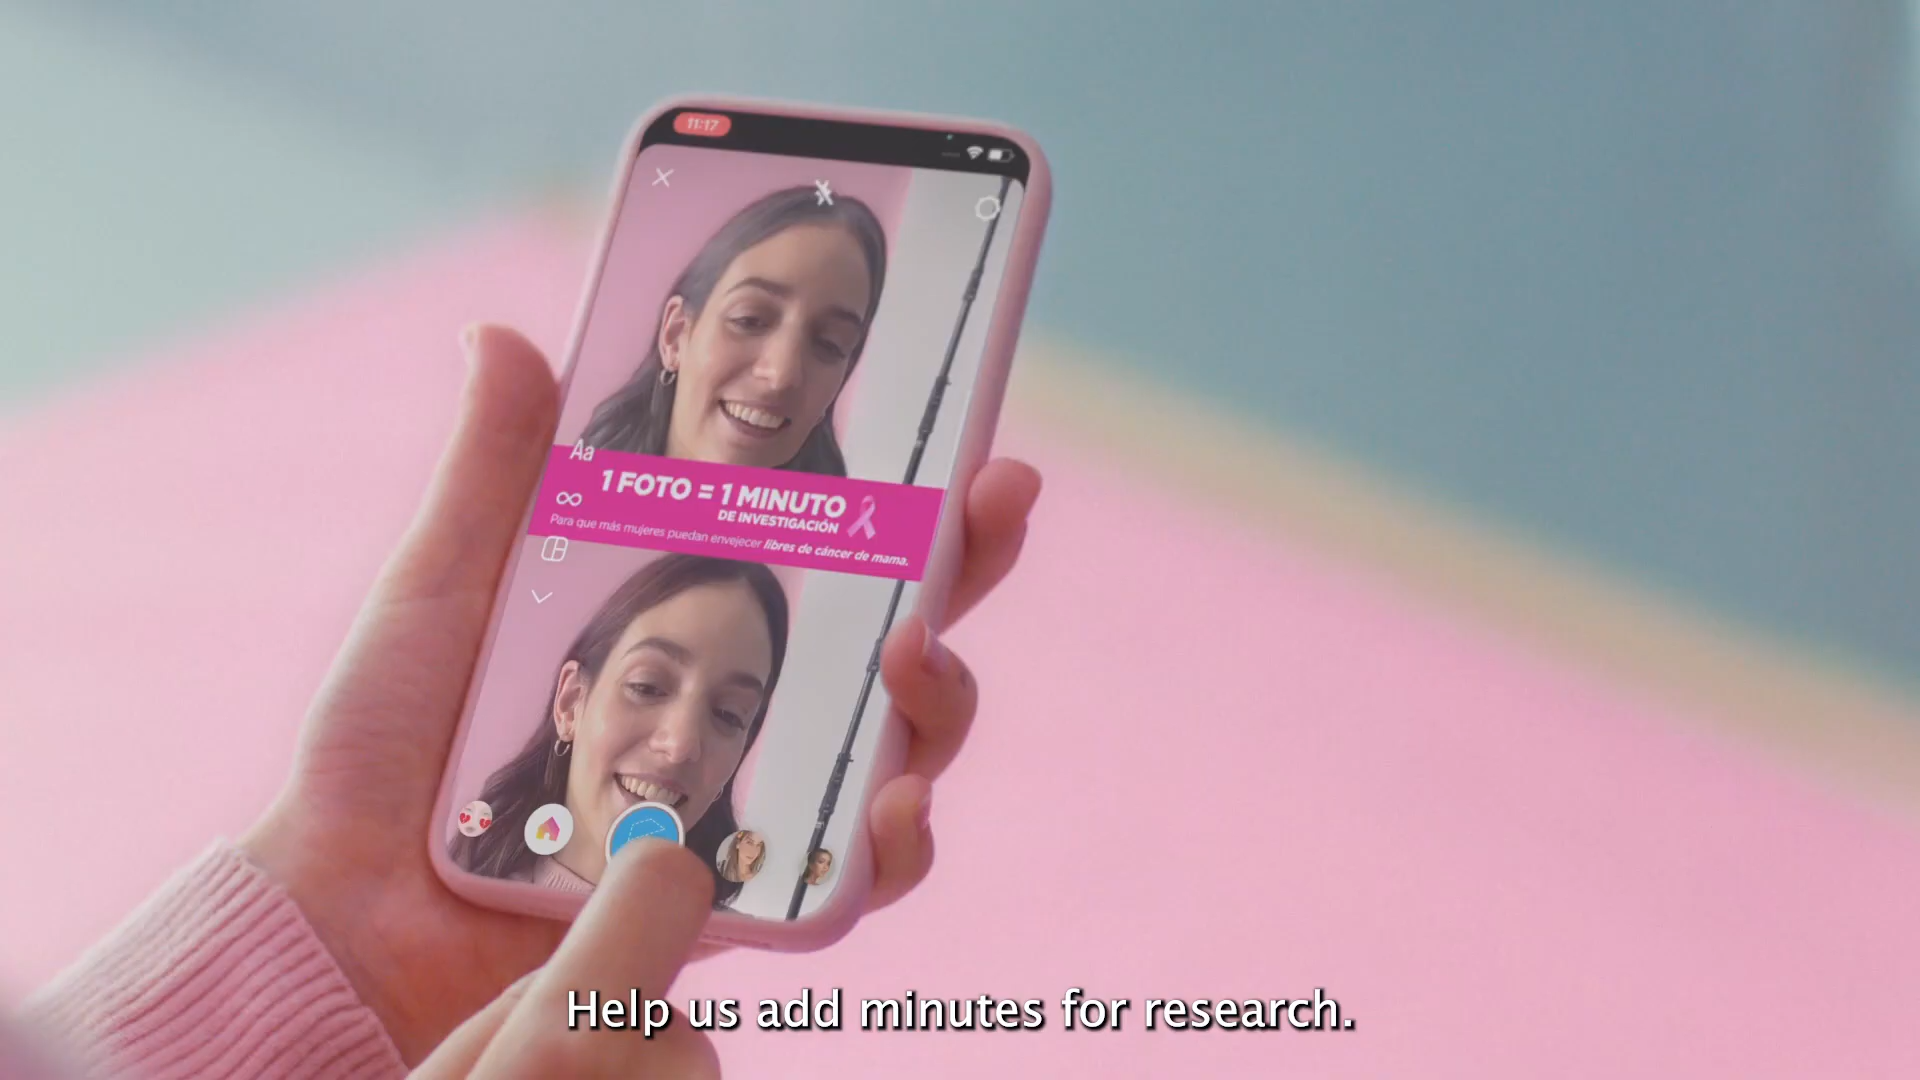 11:17
Aa
1 FOTO = 1 MINUTO
DE INVESTIGACIÓN
Para que más mujeres puedan envejecer libres de cáncer de mama.
Help us add minutes for research.